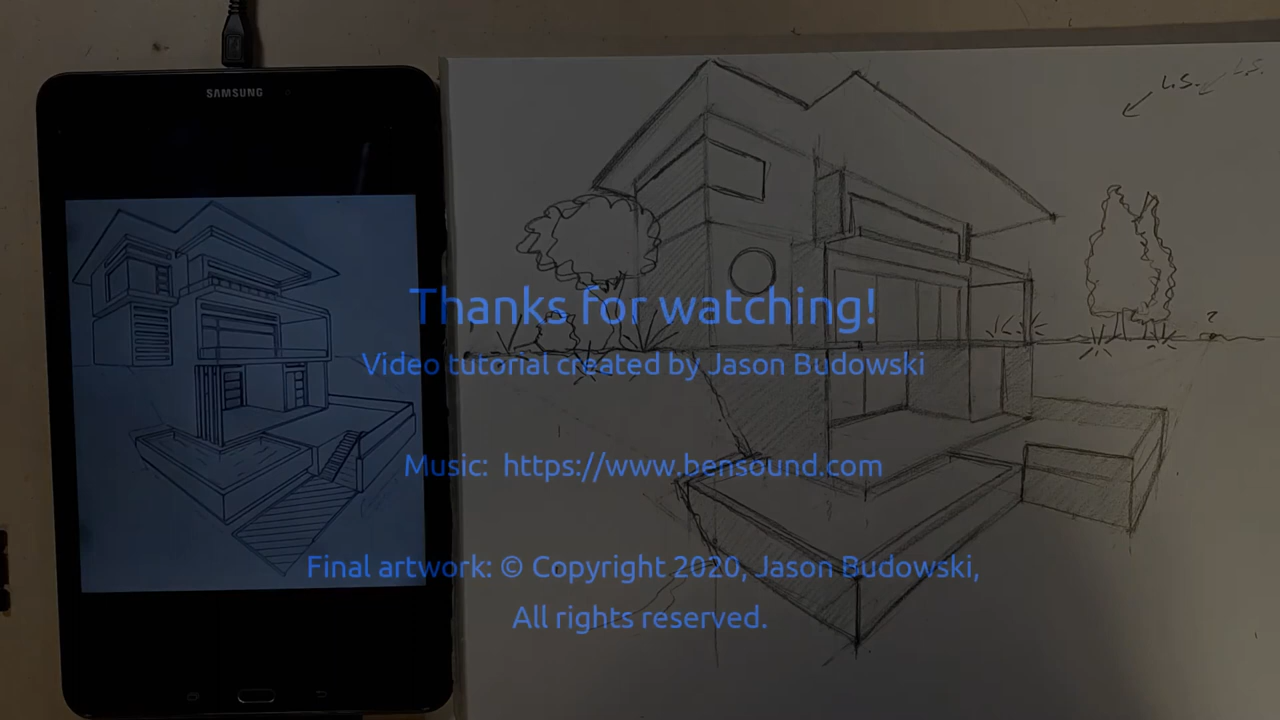 SAMSUNG
L.S.
L.S.
?
Thanks for watching!
Video tutorial created by Jason Budowski
Music: https://www.bensound.com
Final artwork: © Copyright 2020, Jason Budowski,
All rights reserved.